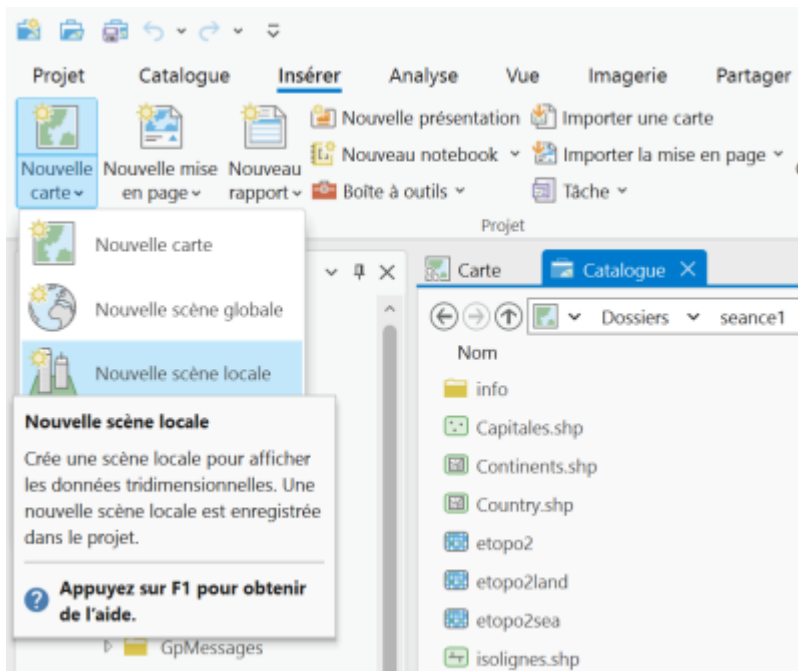 Projet Catalogue Insérer Analyse Vue Imagerie Partager
Nouvelle carte
Nouvelle mise en page
Nouveau rapport
Nouvelle présentation
Nouveau notebook
Boîte à outils
Importer une carte
Importer la mise en page
Tâche
Projet
Nouvelle carte
Nouvelle scène globale
Nouvelle scène locale
Nouvelle scène locale
Crée une scène locale pour afficher
les données tridimensionnelles. Une
nouvelle scène locale est enregistrée
dans le projet.
Appuyez sur F1 pour obtenir
de l'aide.
GpMessages
Carte Catalogue
Dossiers seance1
Nom
info
Capitales.shp
Continents.shp
Country.shp
etopo2
etopo2land
etopo2sea
isolignes.shp